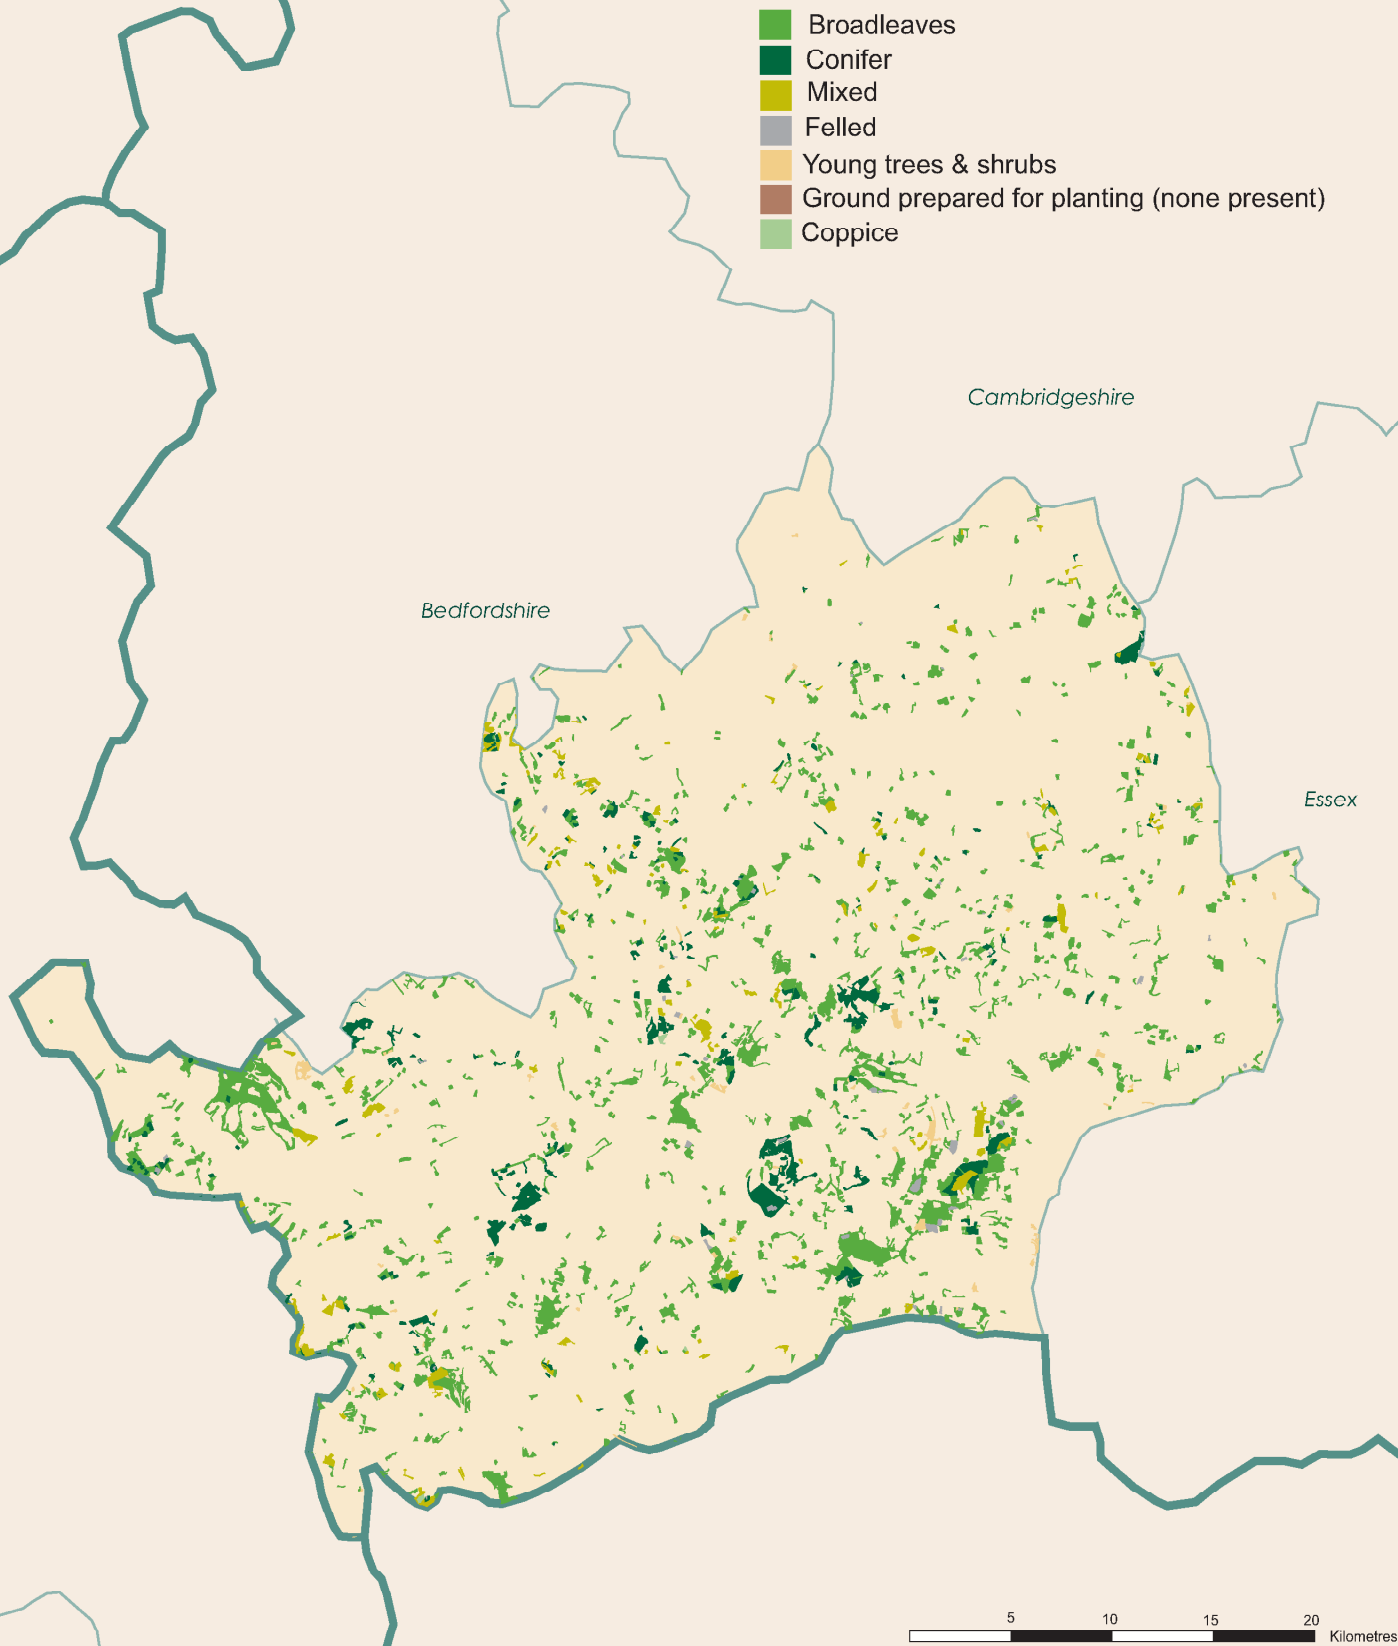 Broadleaves
Conifer
Mixed
Felled
Young trees & shrubs
Ground prepared for planting (none present)
Coppice
Cambridgeshire
Bedfordshire
Essex
5 10 15 20
Kilometres